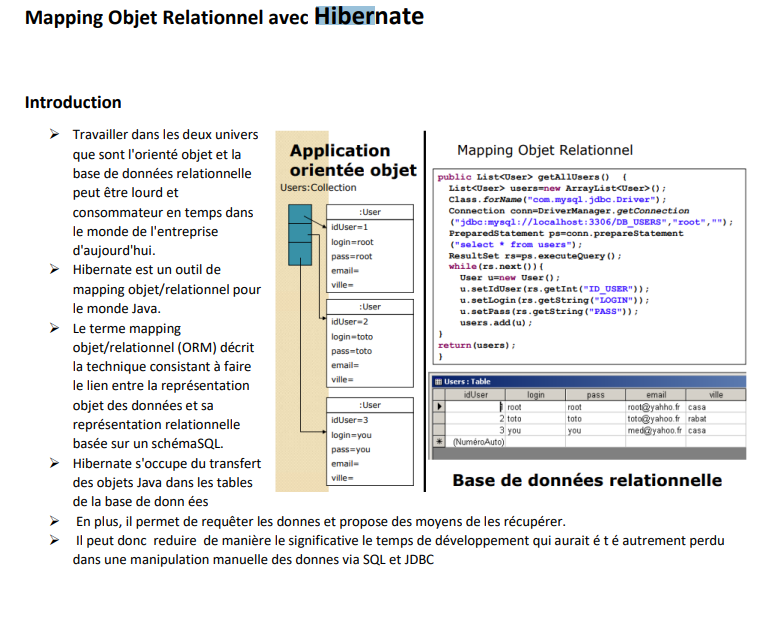 Mapping Objet Relationnel avec Hibernate
Introduction
➢ Travailler dans les deux univers
que sont l'orienté objet et la
base de données relationnelle
peut être lourd et
consommateur en temps dans
le monde de l'entreprise
d'aujourd'hui.
➢ Hibernate est un outil de
mapping objet/relationnel pour
le monde Java.
➢ Le terme mapping
objet/relationnel (ORM) décrit
la technique consistant à faire
le lien entre la représentation
objet des données et sa
représentation relationnelle
basée sur un schémaSQL.
➢ Hibernate s'occupe du transfert
des objets Java dans les tables
de la base de donn ées
Application
orientée objet
Users:Collection
:User
idUser=1
login=root
pass=root
email=
ville=
:User
idUser=2
login=toto
pass=toto
email=
ville=
:User
idUser=3
login=you
pass=you
email=
ville=
Mapping Objet Relationnel
public List<User> getAllUsers() {
List<User> users=new ArrayList<User>();
Class.forName("com.mysql.jdbc.Driver");
Connection conn=DriverManager.getConnection
("jdbc:mysql://localhost:3306/DB_USERS","root","");
PreparedStatement ps=conn.prepareStatement
("select * from users");
ResultSet rs=ps.executeQuery();
while(rs.next()){
User u=new User();
u.setIdUser(rs.getInt("ID_USER"));
u.setLogin(rs.getString("LOGIN"));
u.setPass(rs.getString("PASS"));
users.add(u);
}
return(users);
}
Users : Table
idUser login pass email ville
1 root root root@yahho.fr casa
2 toto toto toto@yahoo.fr rabat
3 you you med@yahoo.fr casa
(NuméroAuto)
Base de données relationnelle
➢ En plus, il permet de requêter les donnes et propose des moyens de les récupérer.
➢ Il peut donc reduire de manière le significative le temps de développement qui aurait é t é autrement perdu
dans une manipulation manuelle des donnes via SQL et JDBC